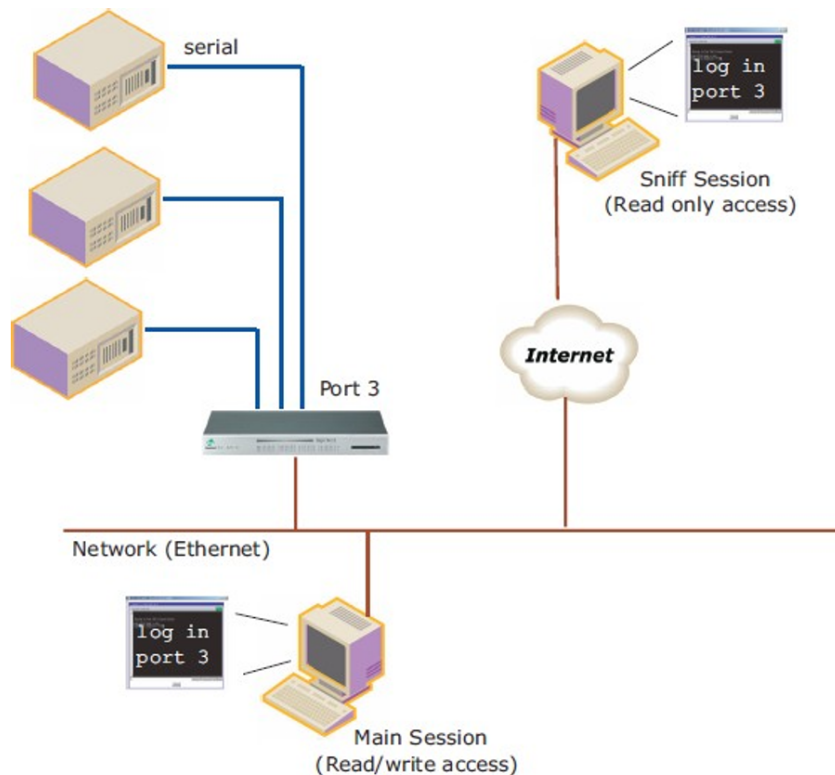 serial
log in
port 3
Sniff Session
(Read only access)
Internet
Port 3
Network (Ethernet)
log in
port 3
Main Session
(Read/write access)